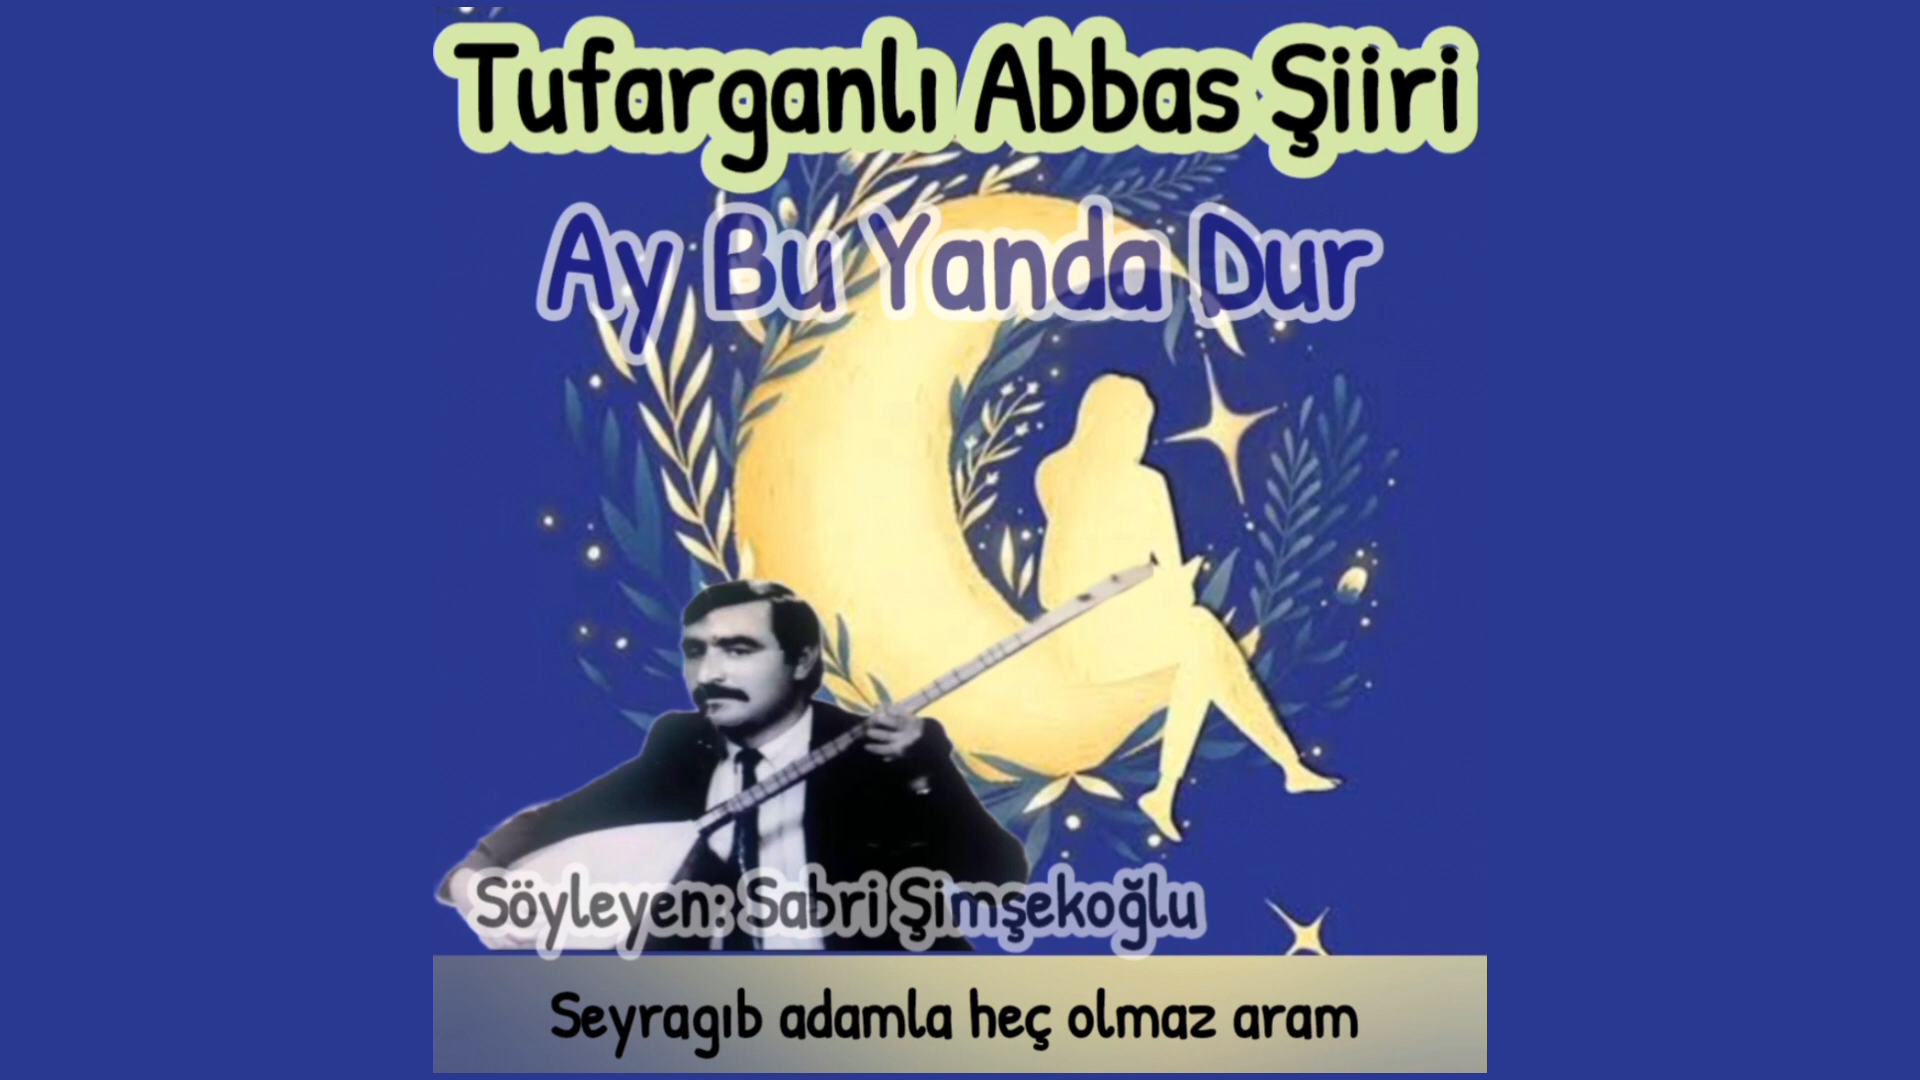 Tufarganlı Abbas Şiiri
Ay Bu Yanda Dur
Söyleyen: Sabri Şimşekoğlu
Seyragıb adamla heç olmaz aram